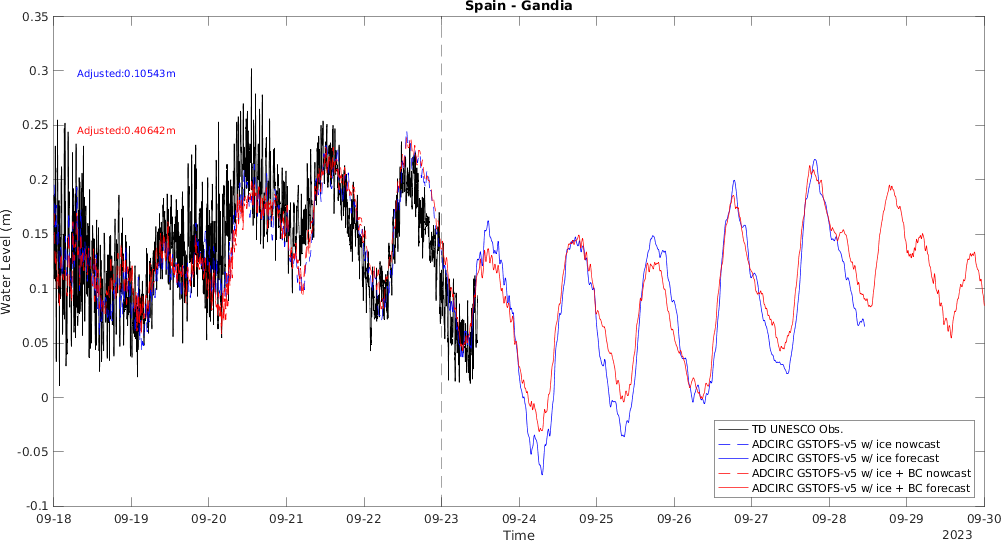 Spain - Gandia
0.35
0.3
0.25
0.2
0.15
0.1
0.05
0
-0.05
-0.1
Water Level (m)
Adjusted:0.10543m
Adjusted:0.40642m
TD UNESCO Obs.
ADCIRC GSTOFS-v5 w/ ice nowcast
ADCIRC GSTOFS-v5 w/ ice forecast
ADCIRC GSTOFS-v5 w/ ice + BC nowcast
ADCIRC GSTOFS-v5 w/ ice + BC forecast
09-18 09-19 09-20 09-21 09-22 09-23 09-24 09-25 09-26 09-27 09-28 09-29 09-30
Time
2023